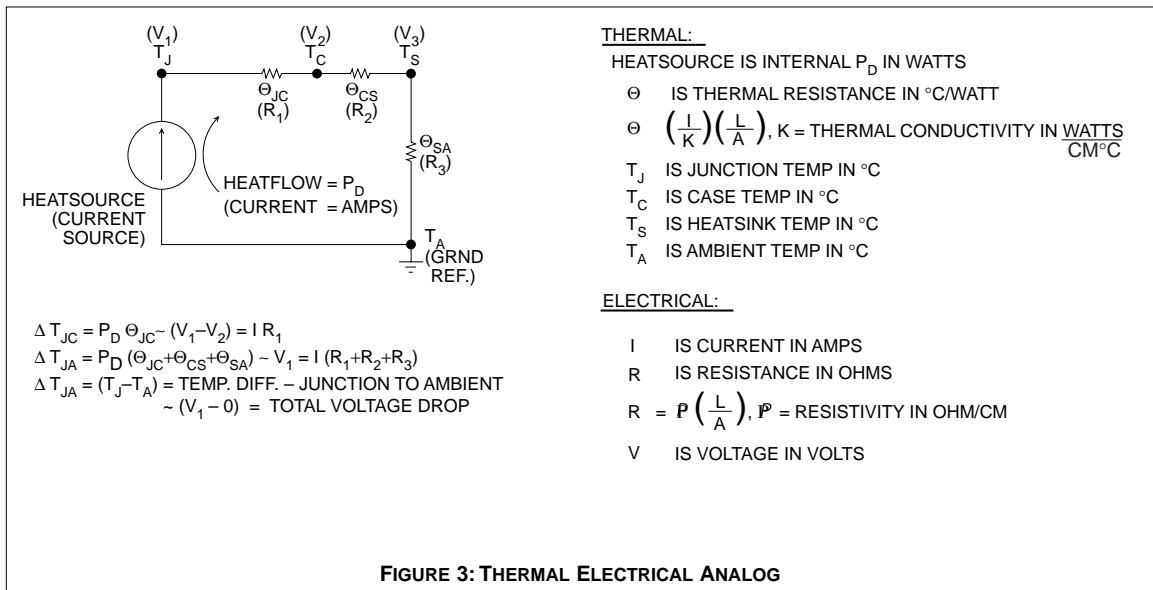 (V1) (V2) (V3)
TJ TC TS
ΘJC ΘCS
(R1) (R2)
ΘSA
(R3)
HEATSOURCE
(CURRENT
SOURCE)
HEATFLOW = PD
(CURRENT = AMPS)
TA
(GRND
REF.)
Δ TJC = PD ΘJC ~ (V1–V2) = I R1
Δ TJA = PD (ΘJC+ΘCS+ΘSA) ~ V1 = I (R1+R2+R3)
Δ TJA = (TJ–TA) = TEMP. DIFF. – JUNCTION TO AMBIENT
~ (V1 – 0) = TOTAL VOLTAGE DROP
THERMAL:
HEATSOURCE IS INTERNAL PD IN WATTS
Θ IS THERMAL RESISTANCE IN °C/WATT
Θ (I/K)(L/A), K = THERMAL CONDUCTIVITY IN WATTS/CM°C
TJ IS JUNCTION TEMP IN °C
TC IS CASE TEMP IN °C
TS IS HEATSINK TEMP IN °C
TA IS AMBIENT TEMP IN °C
ELECTRICAL:
I IS CURRENT IN AMPS
R IS RESISTANCE IN OHMS
R = P (L/A), P = RESISTIVITY IN OHM/CM
V IS VOLTAGE IN VOLTS
FIGURE 3: THERMAL ELECTRICAL ANALOG